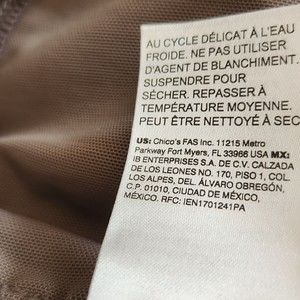 AU CYCLE DÉLICAT À L'EAU
FROIDE. NE PAS UTILISER
D'AGENT DE BLANCHIMENT.
SUSPENDRE POUR
SÉCHER. REPASSER À
TEMPÉRATURE MOYENNE.
PEUT ÊTRE NETTOYÉ À SEC
US: Chico's FAS Inc. 11215 Metro
Parkway Fort Myers, FL 33966 USA MX:
IB ENTERPRISES S.A. DE C.V. CALZADA
DE LOS LEONES NO. 170, PISO 1, COL.
LOS ALPES, DEL. ÁLVARO OBREGÓN,
C.P. 01010, CIUDAD DE MÉXICO,
MÉXICO. RFC: IEN1701241PA